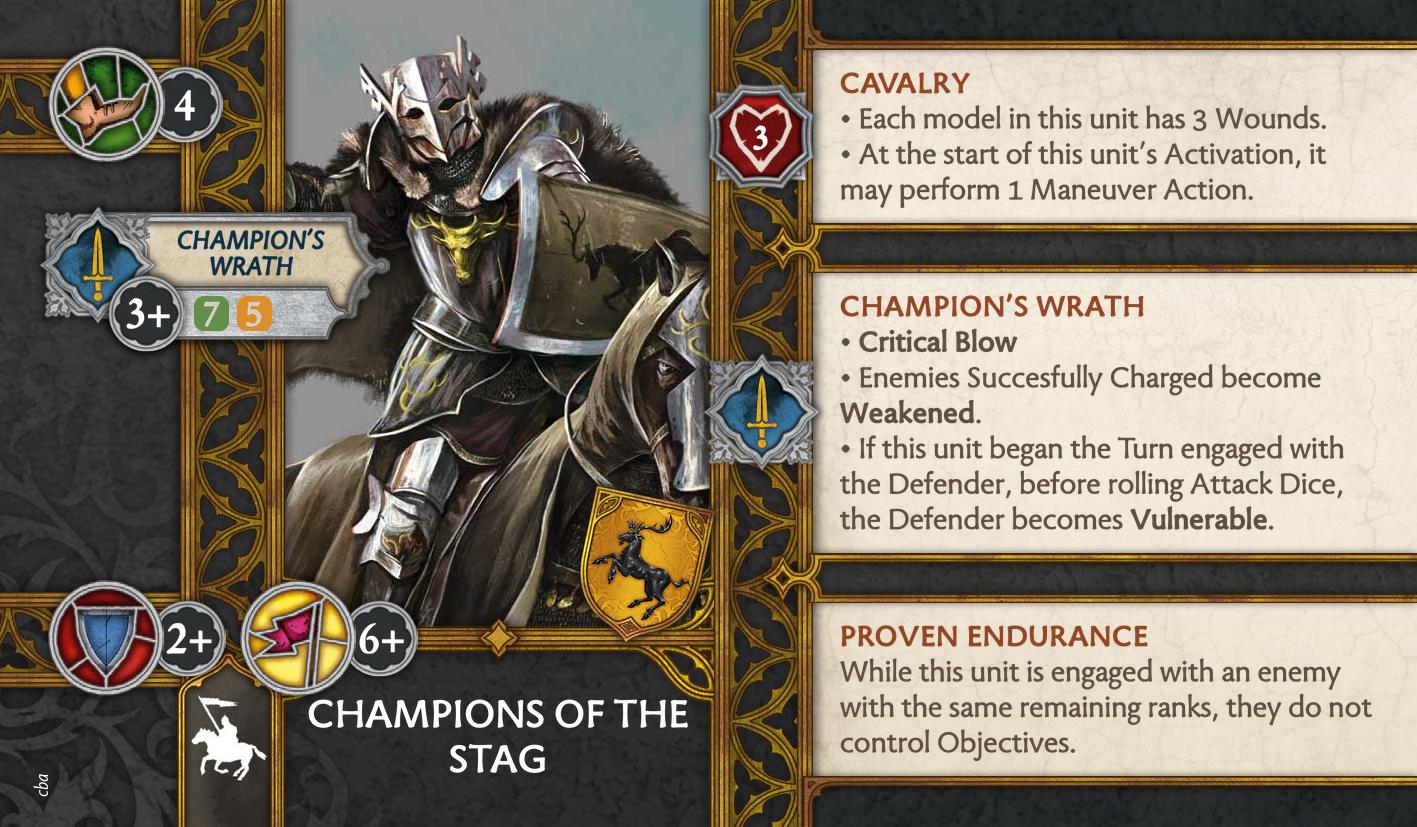 4
CHAMPION'S
WRATH
3+ 7 5
2+ 6+
CHAMPIONS OF THE
STAG
cba
3
CAVALRY
• Each model in this unit has 3 Wounds.
• At the start of this unit's Activation, it
may perform 1 Maneuver Action.
CHAMPION'S WRATH
• Critical Blow
• Enemies Succesfully Charged become
Weakened.
• If this unit began the Turn engaged with
the Defender, before rolling Attack Dice,
the Defender becomes Vulnerable.
PROVEN ENDURANCE
While this unit is engaged with an enemy
with the same remaining ranks, they do not
control Objectives.